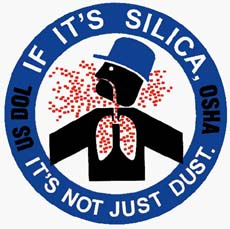 IF IT'S SILICA,
IT'S NOT JUST DUST.
US DOL
OSHA